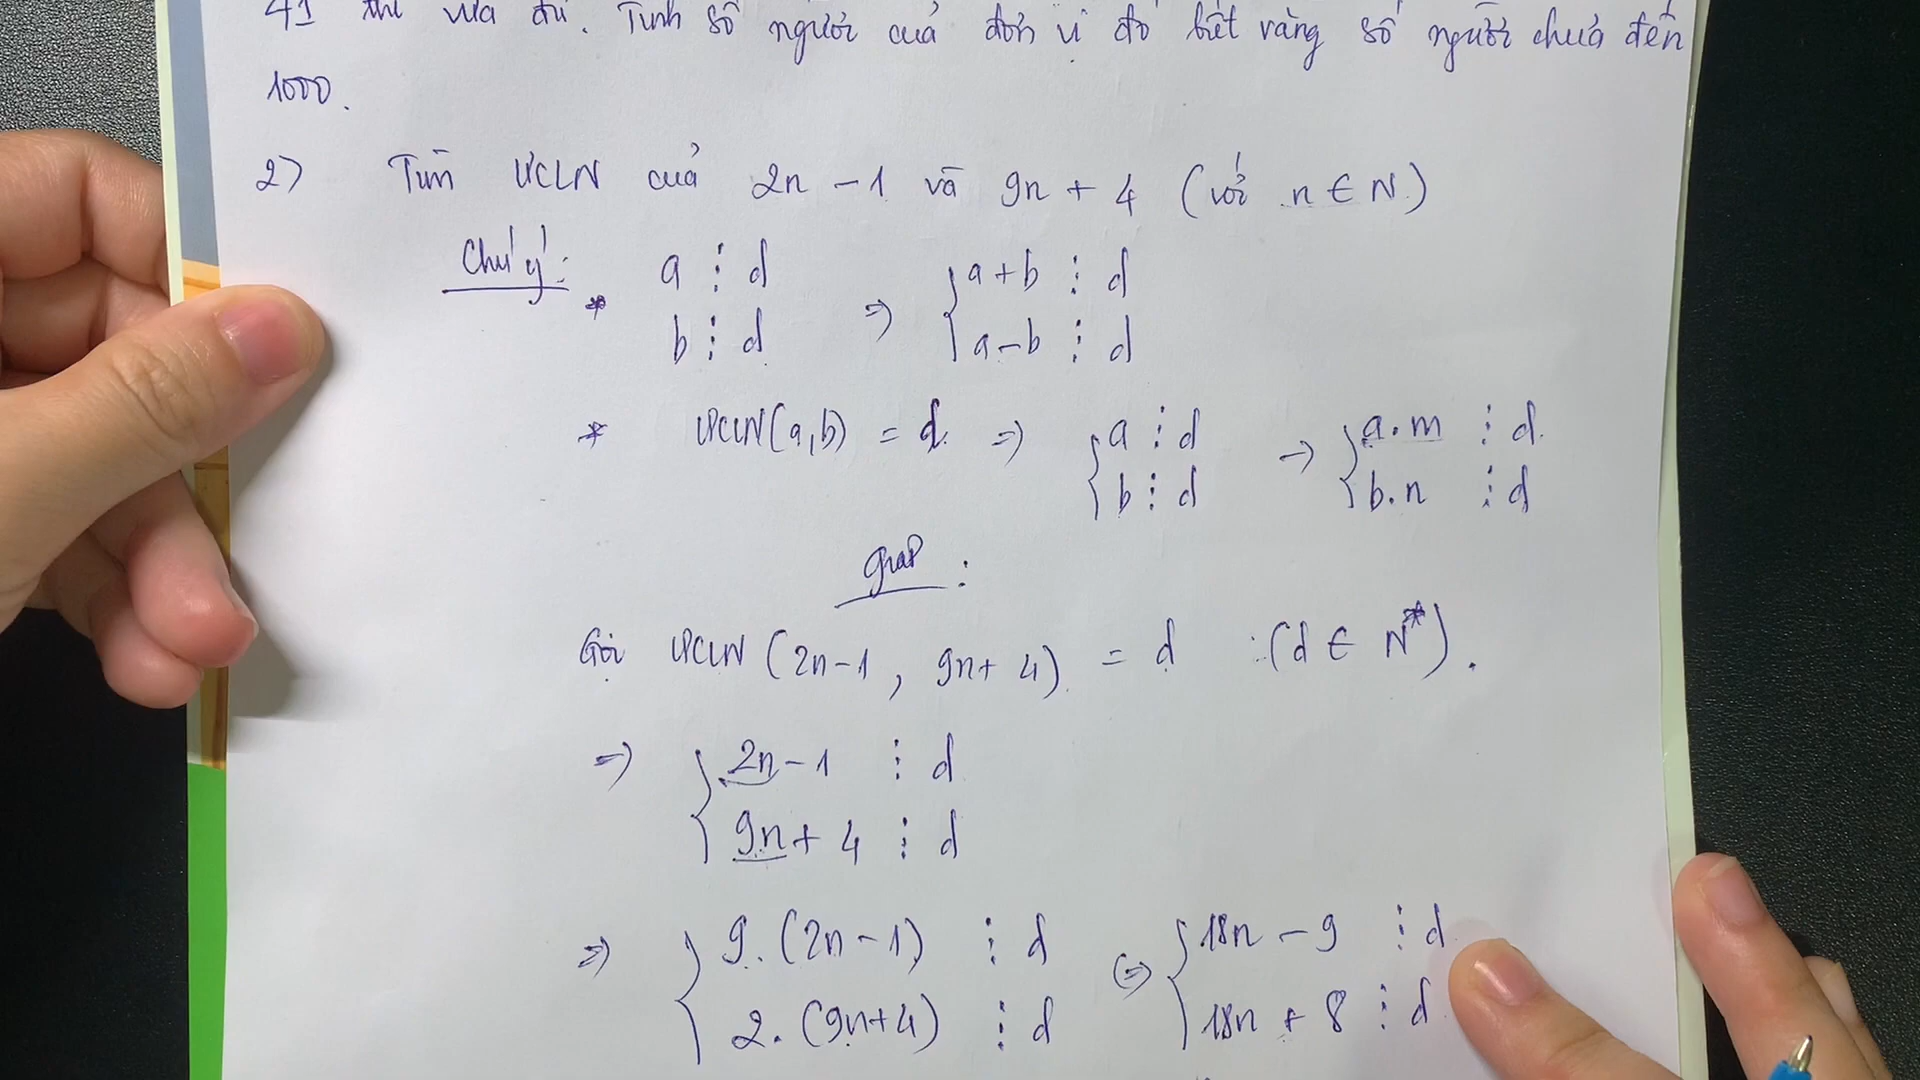 41 thì vừa đủ. Tính số người của đơn vị đó biết rằng số người chưa đến
1000.
2) Tìm ƯCLN của 2n - 1 và 9n + 4 (với n ∈ N)
Chú ý: * a ⋮ d
b ⋮ d
=> { a + b ⋮ d
a - b ⋮ d
* ƯCLN(a,b) = d. => { a ⋮ d
b ⋮ d
-> { a.m ⋮ d.
b.n ⋮ d
Giải:
Gọi ƯCLN (2n-1, 9n+4) = d : (d ∈ N*).
=> { 2n - 1 ⋮ d
9n + 4 ⋮ d
=> { 9.(2n - 1) ⋮ d
2.(9n+4) ⋮ d
<=> { 18n - 9 ⋮ d
18n + 8 ⋮ d